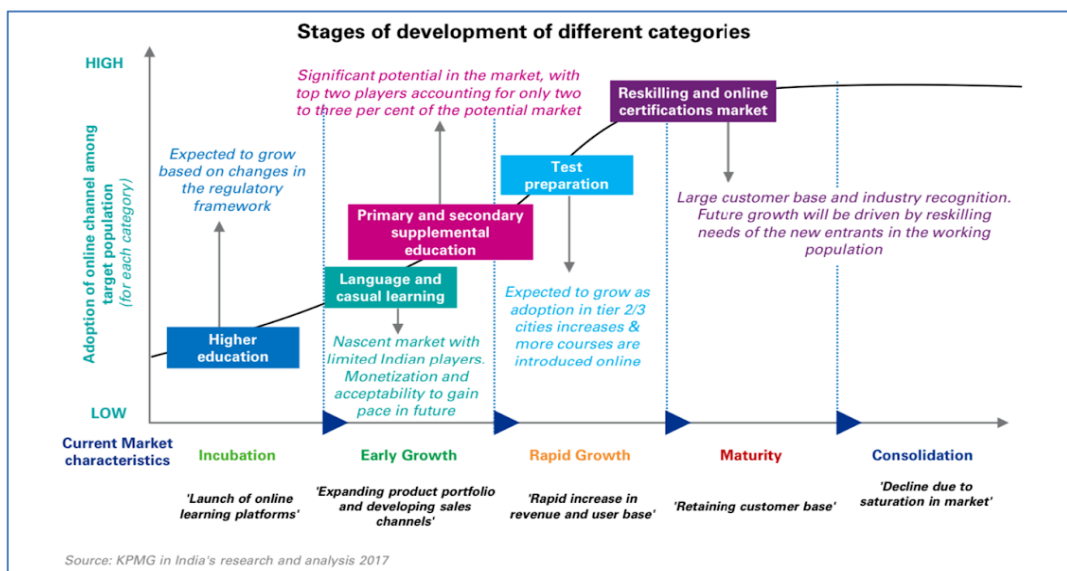 Stages of development of different categories
HIGH
Adoption of online channel among
target population
(for each category)
LOW
Expected to grow
based on changes in
the regulatory
framework
Higher
education
Significant potential in the market, with
top two players accounting for only two
to three per cent of the potential market
Primary and secondary
supplemental
education
Language and
casual learning
Nascent market with
limited Indian players.
Monetization and
acceptability to gain
pace in future
Test
preparation
Expected to grow as
adoption in tier 2/3
cities increases &
more courses are
introduced online
Reskilling and online
certifications market
Large customer base and industry recognition.
Future growth will be driven by reskilling
needs of the new entrants in the working
population
Current Market
characteristics
Incubation
Early Growth
Rapid Growth
Maturity
Consolidation
'Launch of online
learning platforms'
'Expanding product portfolio
and developing sales
channels'
'Rapid increase in
revenue and user base'
'Retaining customer base'
'Decline due to
saturation in market'
Source: KPMG in India's research and analysis 2017